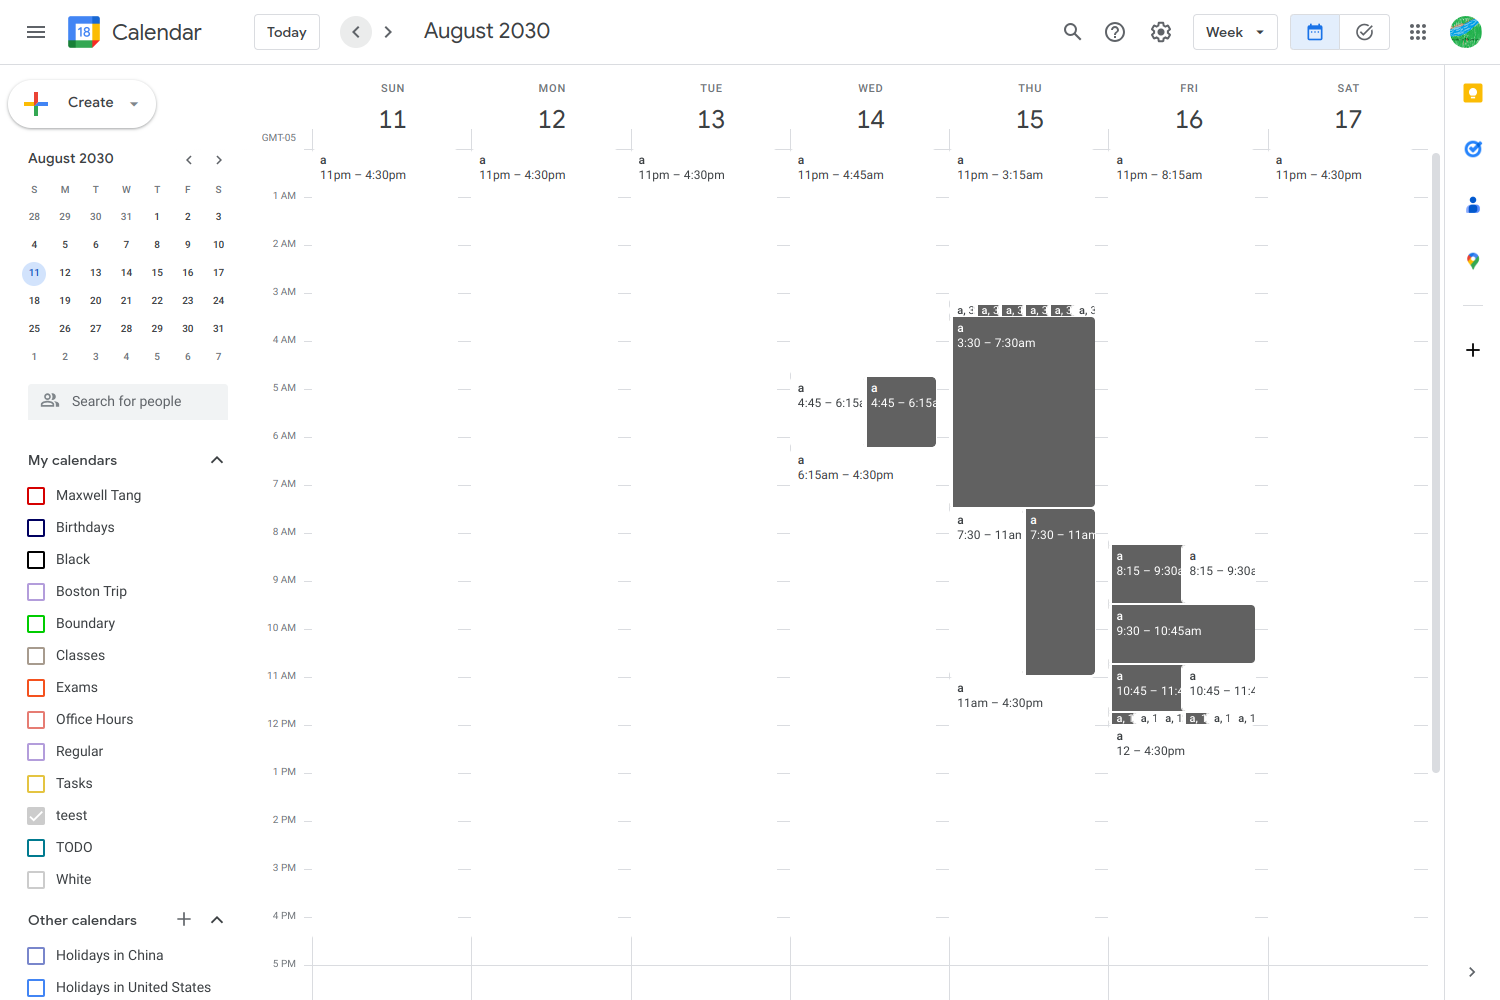 18 Calendar Today August 2030 Week
Create
August 2030
S M T W T F S
28 29 30 31 1 2 3
4 5 6 7 8 9 10
11 12 13 14 15 16 17
18 19 20 21 22 23 24
25 26 27 28 29 30 31
1 2 3 4 5 6 7
Search for people
My calendars
Maxwell Tang
Birthdays
Black
Boston Trip
Boundary
Classes
Exams
Office Hours
Regular
Tasks
teest
TODO
White
Other calendars
Holidays in China
Holidays in United States
SUN MON TUE WED THU FRI SAT
11 12 13 14 15 16 17
GMT-05
1 AM
2 AM
3 AM
4 AM
5 AM
6 AM
7 AM
8 AM
9 AM
10 AM
11 AM
12 PM
1 PM
2 PM
3 PM
4 PM
5 PM
a
11pm – 4:30pm
a
11pm – 4:30pm
a
11pm – 4:30pm
a
11pm – 4:45am
a
4:45 – 6:15a
a
4:45 – 6:15a
a
6:15am – 4:30pm
a
11pm – 3:15am
a, 3 a, 3 a, 3 a, 3 a, 3 a, 3
a
3:30 – 7:30am
a
7:30 – 11an
a
7:30 – 11am
a
11am – 4:30pm
a
11pm – 8:15am
a
8:15 – 9:30a
a
8:15 – 9:30a
a
9:30 – 10:45am
a
10:45 – 11:4
a
10:45 – 11:4
a, 1 a, 1 a, 1 a, 1 a, 1 a, 1
a
12 – 4:30pm
a
11pm – 4:30pm